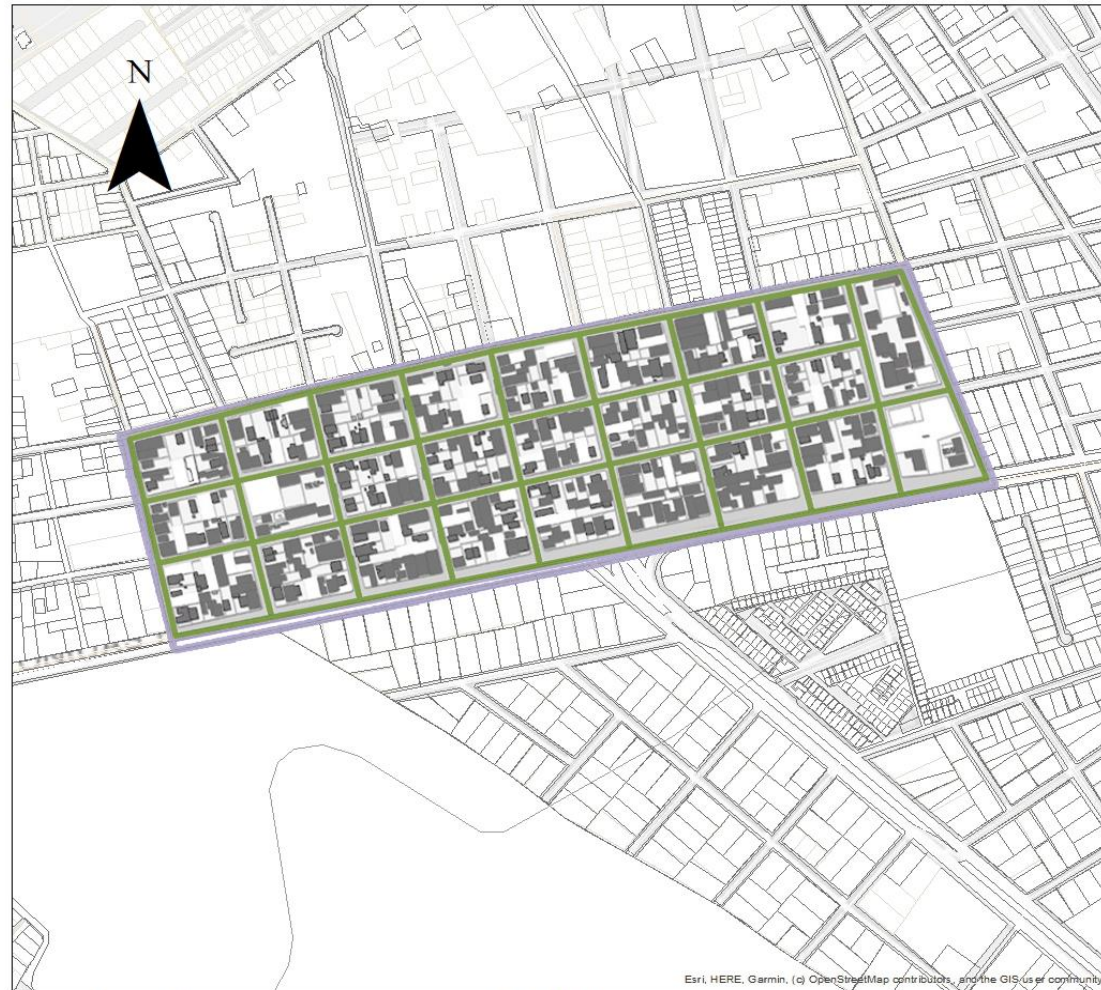 N
Esri, HERE, Garmin, (c) OpenStreetMap contributors, and the GIS user community